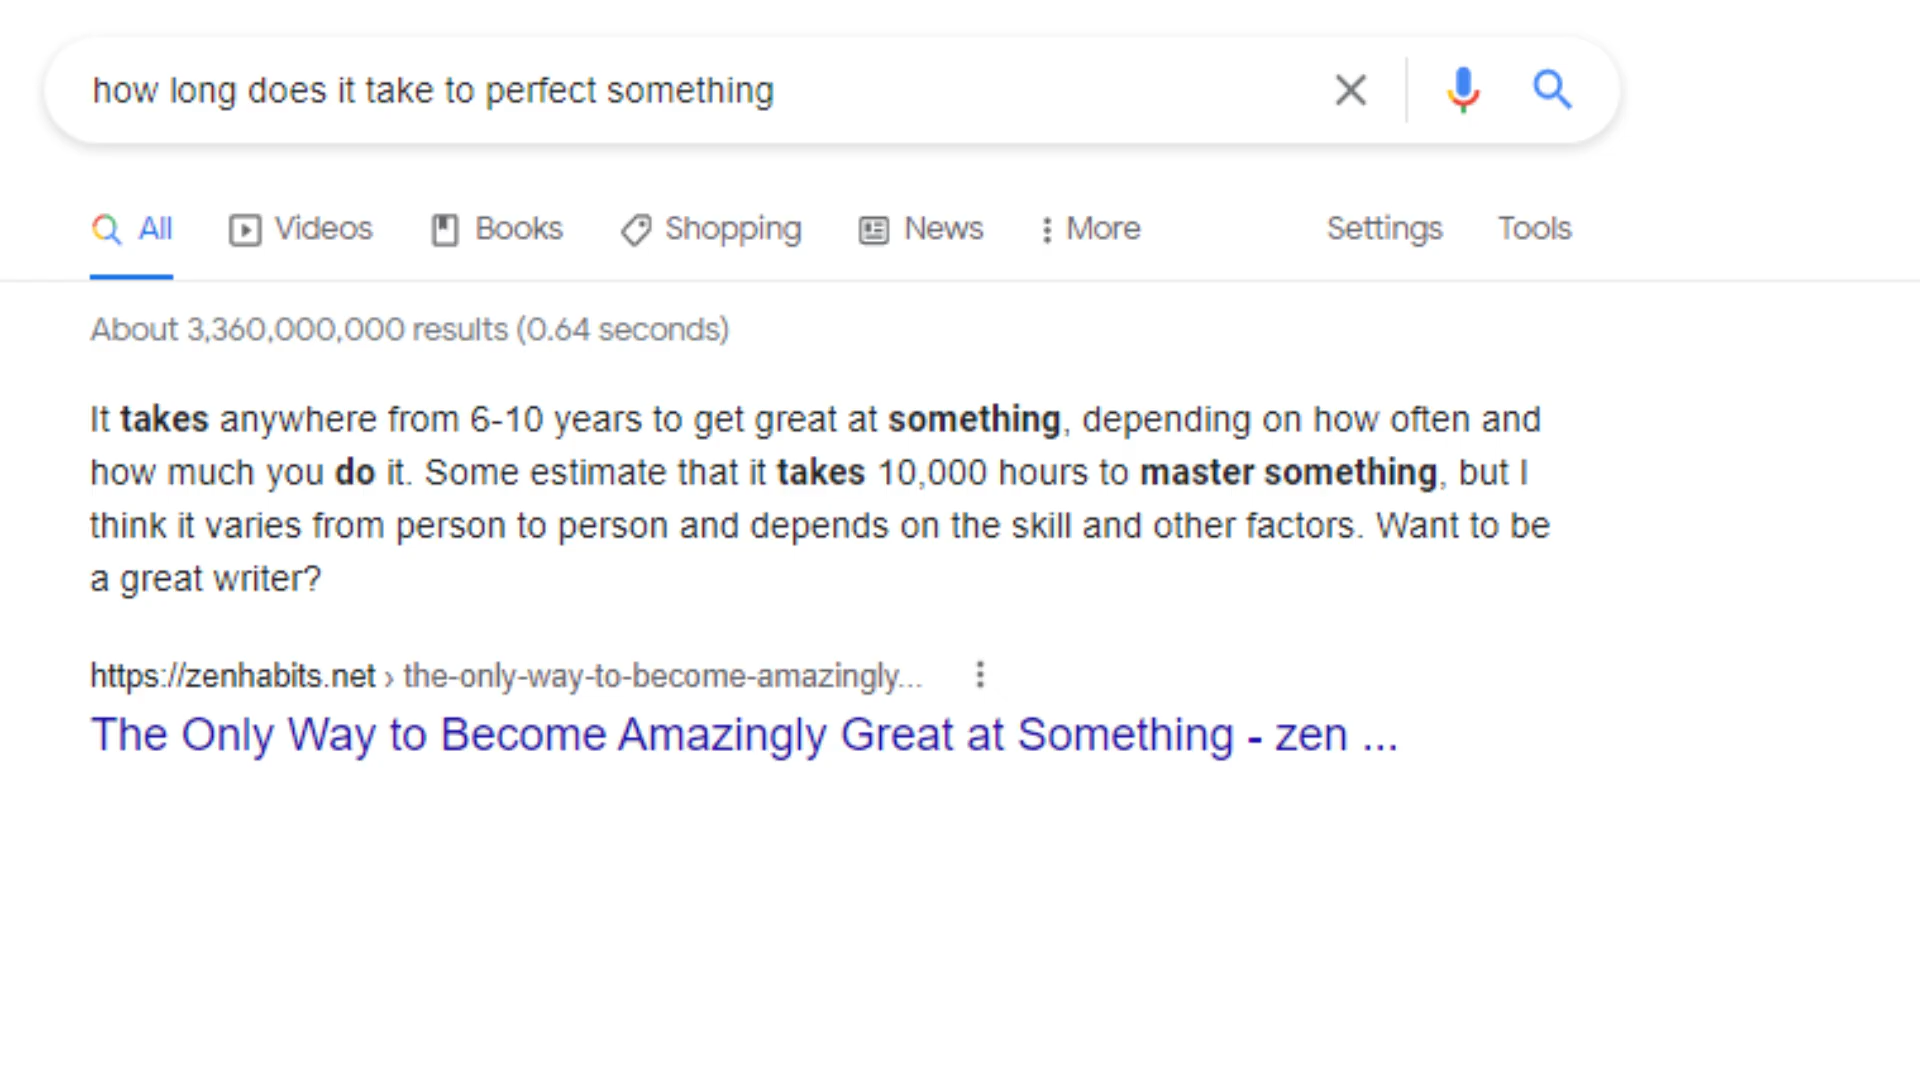 how long does it take to perfect something
All Videos Books Shopping News More Settings Tools
About 3,360,000,000 results (0.64 seconds)
It takes anywhere from 6-10 years to get great at something, depending on how often and
how much you do it. Some estimate that it takes 10,000 hours to master something, but I
think it varies from person to person and depends on the skill and other factors. Want to be
a great writer?
https://zenhabits.net › the-only-way-to-become-amazingly...
The Only Way to Become Amazingly Great at Something - zen ...